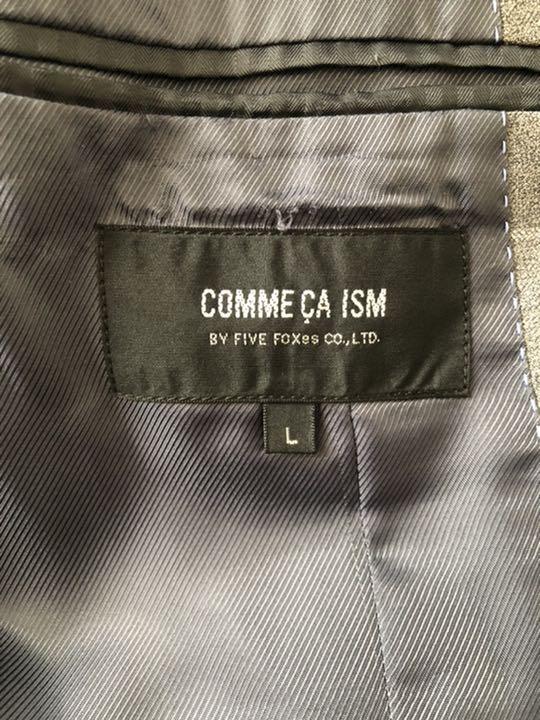 COMME ÇA ISM
BY FIVE FOXes CO.,LTD.
L